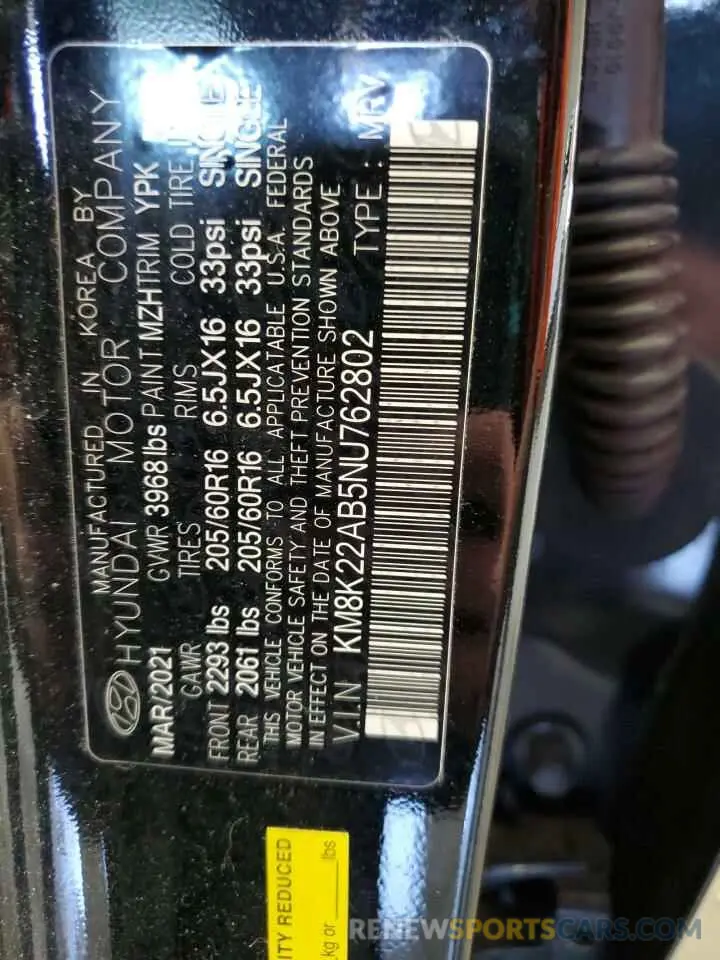 MANUFACTURED IN KOREA BY
HYUNDAI MOTOR COMPANY
MAR/2021 GVWR 3968 lbs PAINT MZH TRIM YPK
GAWR TIRES RIMS COLD TIRE
FRONT 2293 lbs 205/60R16 6.5JX16 33psi SINGLE
REAR 2061 lbs 205/60R16 6.5JX16 33psi SINGLE
THIS VEHICLE CONFORMS TO ALL APPLICATABLE U.S.A. FEDERAL
MOTOR VEHICLE SAFETY AND THEFT PREVENTION STANDARDS
IN EFFECT ON THE DATE OF MANUFACTURE SHOWN ABOVE
VIN KM8K22AB5NU762802 TYPE : MRV
ITY REDUCED
kg or lbs
RENEWSPORTSCARS.COM